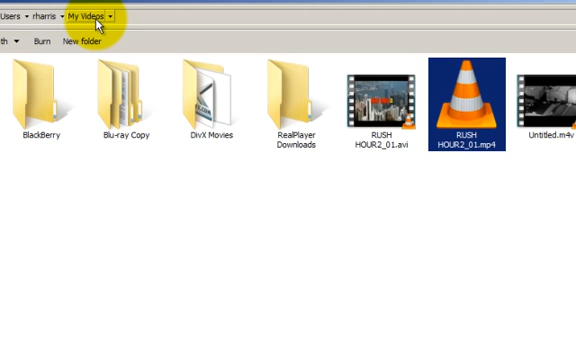 Users rharris My Videos
th Burn New folder
BlackBerry Blu-ray Copy DivX Movies RealPlayer Downloads RUSH HOUR2_01.avi RUSH HOUR2_01.mp4 Untitled.m4v